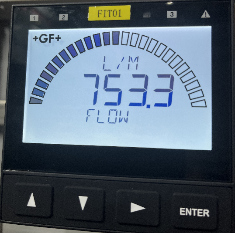 1 2 FIT01 3
+GF+
L/M
753.3
FLOW
ENTER